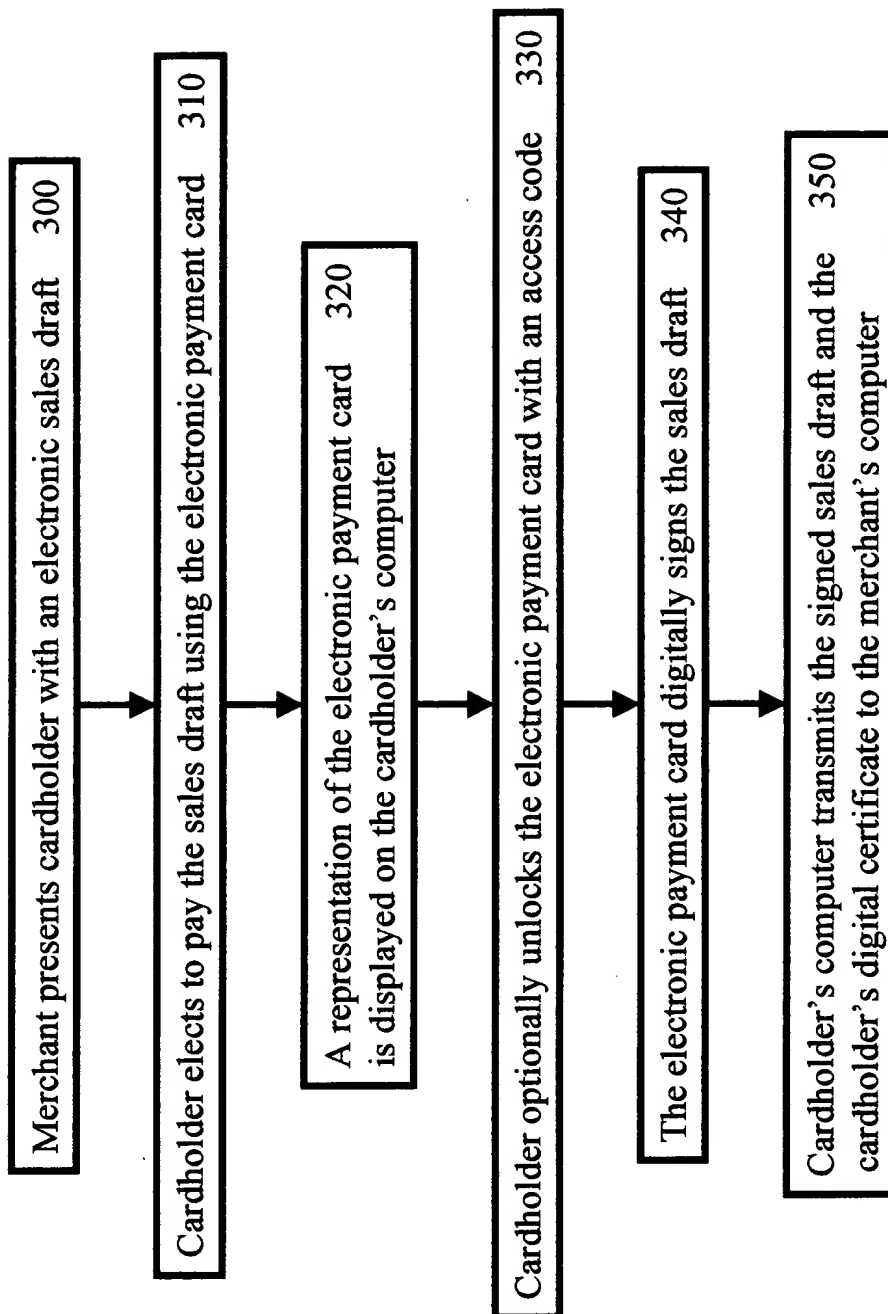 Merchant presents cardholder with an electronic sales draft 300
Cardholder elects to pay the sales draft using the electronic payment card 310
A representation of the electronic payment card 320
is displayed on the cardholder's computer
Cardholder optionally unlocks the electronic payment card with an access code 330
The electronic payment card digitally signs the sales draft 340
Cardholder's computer transmits the signed sales draft and the 350
cardholder's digital certificate to the merchant's computer